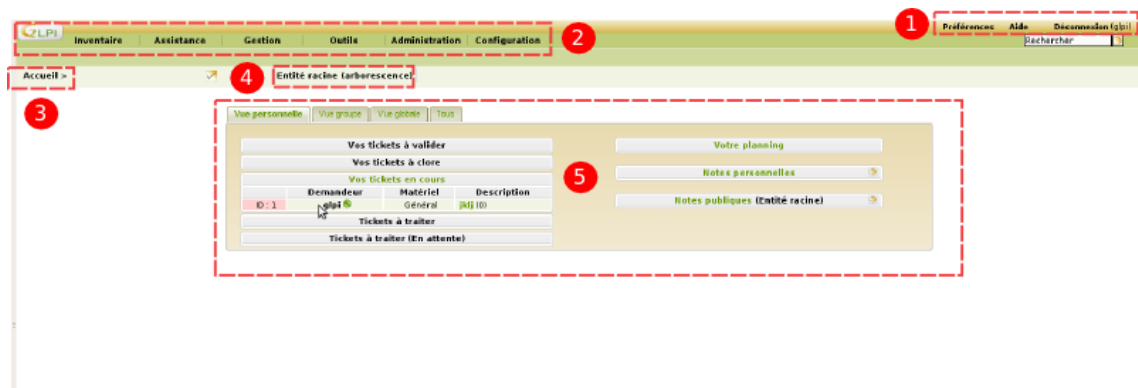 1
Préférences Aide Déconnexion (glpi)
GLPI
Inventaire Assistance Gestion Outils Administration Configuration
2
Rechercher
Accueil >
4
Entité racine (arborescence)
3
Vue personnelle Vue groupe Vue globale Tous
Vos tickets à valider
Votre planning
Vos tickets à clore
Vos tickets en cours
Notes personnelles
5
Demandeur Matériel Description
ID : 1 glpi Général jkljl (0)
Notes publiques (Entité racine)
Tickets à traiter
Tickets à traiter (En attente)